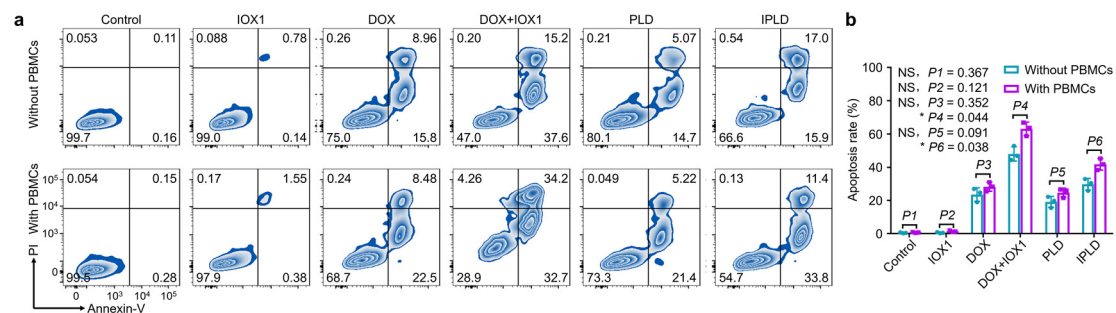 a
Control IOX1 DOX DOX+IOX1 PLD IPLD
Without PBMCs
0.053 0.11 0.088 0.78 0.26 8.96 0.20 15.2 0.21 5.07 0.54 17.0
99.7 0.16 99.0 0.14 75.0 15.8 47.0 37.6 80.1 14.7 66.6 15.9
With PBMCs
0.054 0.15 0.17 1.55 0.24 8.48 4.26 34.2 0.049 5.22 0.13 11.4
10⁵
10⁴
10³
0
99.5 0.28 97.9 0.38 68.7 22.5 28.9 32.7 73.3 21.4 54.7 33.8
0 10³ 10⁴ 10⁵
PI
Annexin-V
b
Without PBMCs
With PBMCs
NS, P1 = 0.367
NS, P2 = 0.121
NS, P3 = 0.352
* P4 = 0.044
NS, P5 = 0.091
* P6 = 0.038
Apoptosis rate (%)
100
80
60
40
20
0
P1 P2 P3 P4 P5 P6
Control IOX1 DOX DOX+IOX1 PLD IPLD